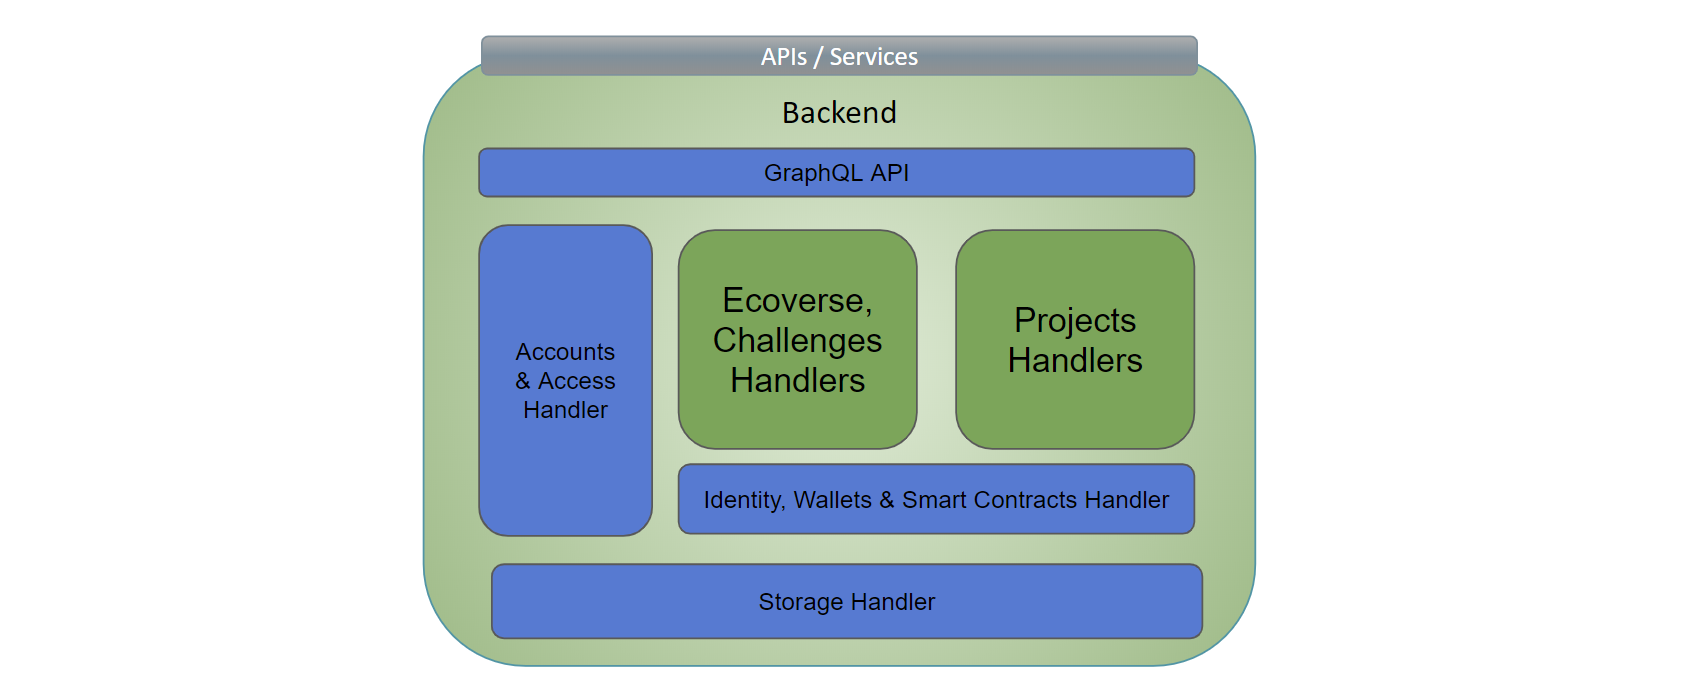 APIs / Services
Backend
GraphQL API
Accounts
& Access
Handler
Ecoverse,
Challenges
Handlers
Projects
Handlers
Identity, Wallets & Smart Contracts Handler
Storage Handler